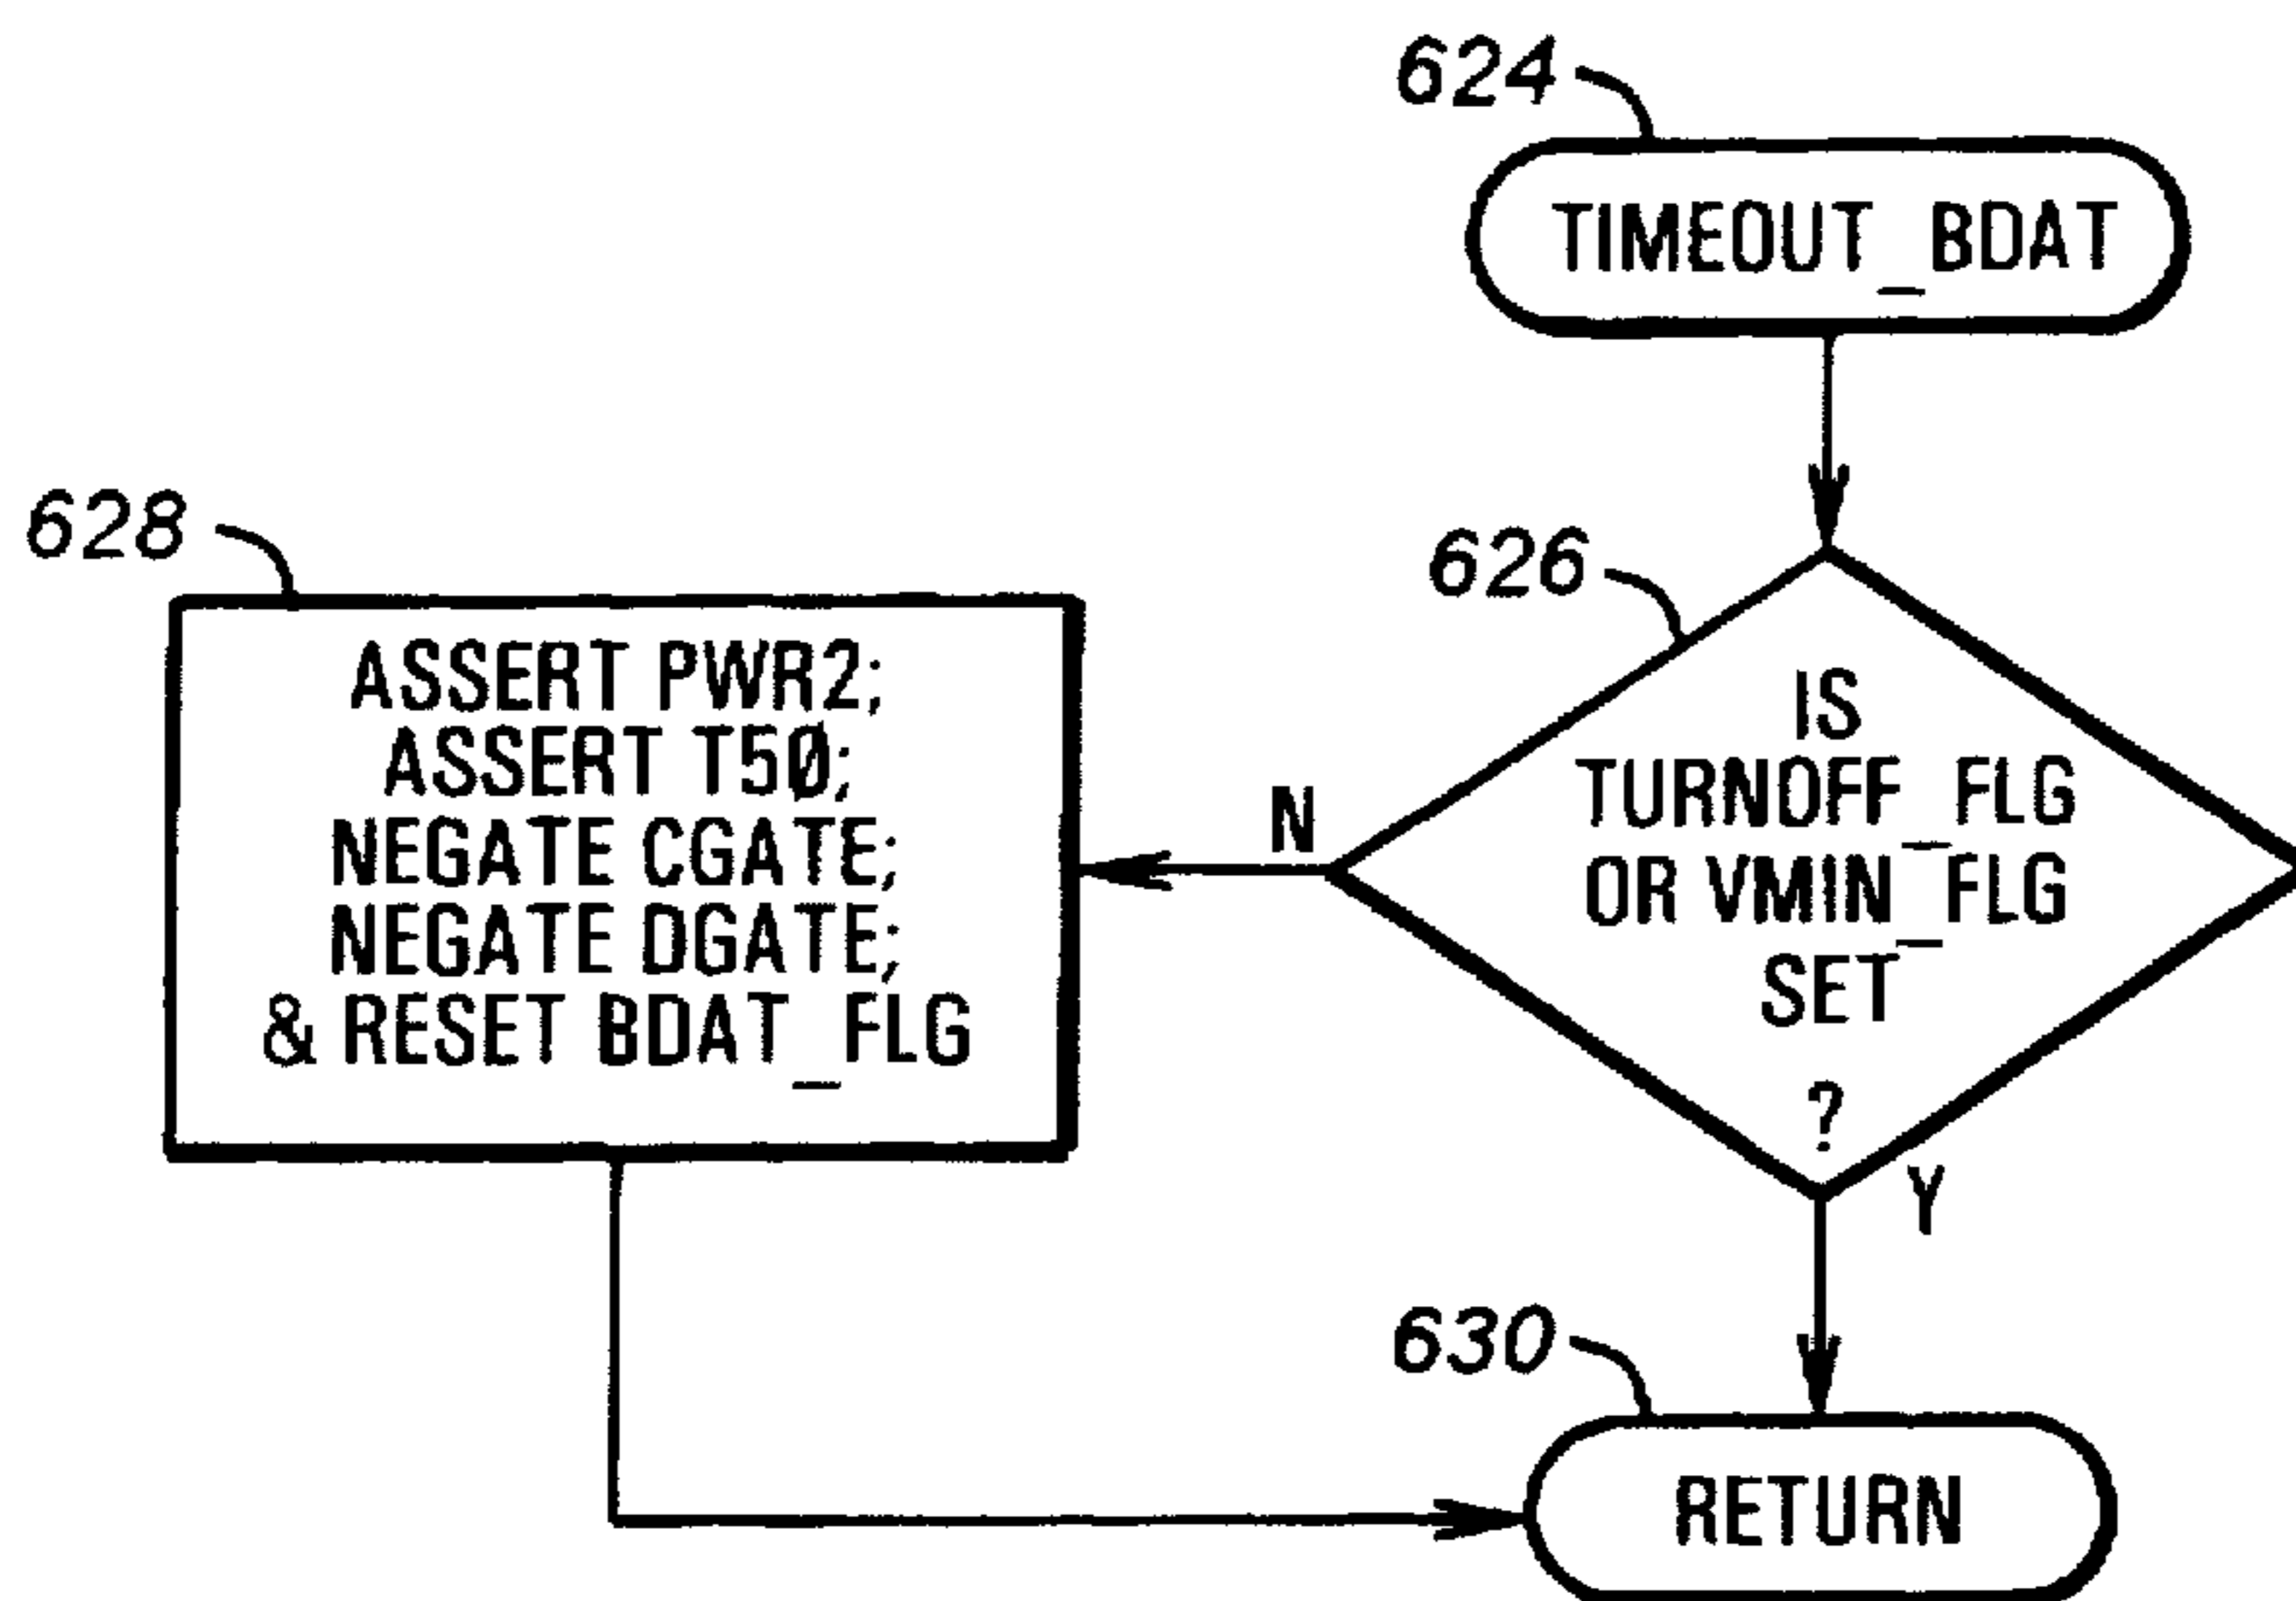 624
TIMEOUT_BDAT
628
626
ASSERT PWR2;
ASSERT T50;
NEGATE CGATE;
NEGATE DGATE;
& RESET BDAT_FLG
IS
TURNOFF_FLG
OR VMIN_FLG
SET
?
N
Y
630
RETURN